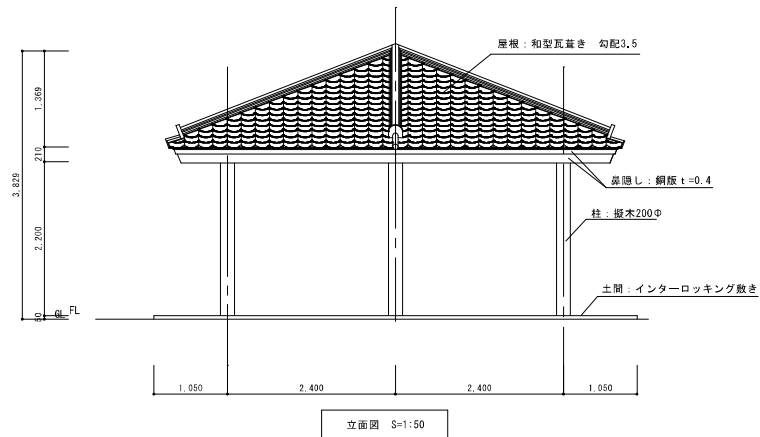 屋根：和型瓦葺き　勾配3.5
1,369
210
3,829
鼻隠し：銅版ｔ=0.4
柱：擬木200Φ
2,200
土間：インターロッキング敷き
FL
GL
50
1,050
2,400
2,400
1,050
立面図　S=1:50